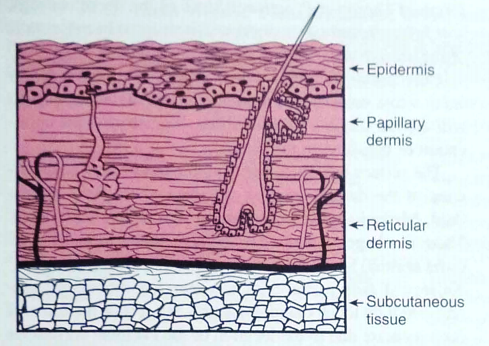 Epidermis
Papillary
dermis
Reticular
dermis
Subcutaneous
tissue